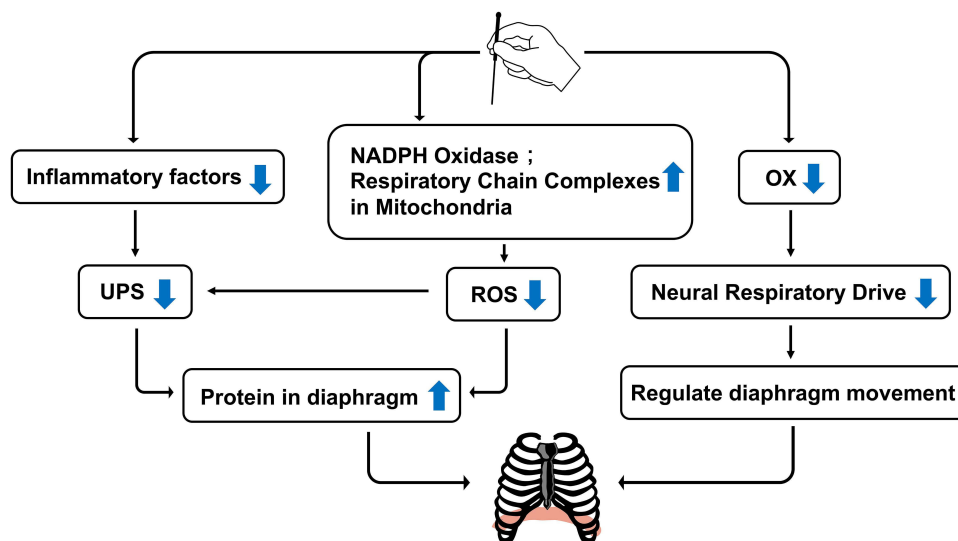 Inflammatory factors
NADPH Oxidase ;
Respiratory Chain Complexes
in Mitochondria
OX
UPS
ROS
Neural Respiratory Drive
Protein in diaphragm
Regulate diaphragm movement